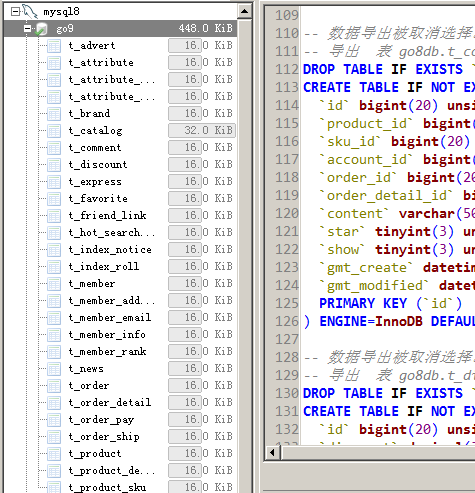 mysql8
go9 448.0 KiB
t_advert 16.0 KiB
t_attribute 16.0 KiB
t_attribute_... 16.0 KiB
t_attribute_... 16.0 KiB
t_brand 16.0 KiB
t_catalog 32.0 KiB
t_comment 16.0 KiB
t_discount 16.0 KiB
t_express 16.0 KiB
t_favorite 16.0 KiB
t_friend_link 16.0 KiB
t_hot_search... 16.0 KiB
t_index_notice 16.0 KiB
t_index_roll 16.0 KiB
t_member 16.0 KiB
t_member_add... 16.0 KiB
t_member_email 16.0 KiB
t_member_info 16.0 KiB
t_member_rank 16.0 KiB
t_news 16.0 KiB
t_order 16.0 KiB
t_order_detail 16.0 KiB
t_order_pay 16.0 KiB
t_order_ship 16.0 KiB
t_product 16.0 KiB
t_product_de... 16.0 KiB
t_product_sku 16.0 KiB
109
110 -- 数据导出被取消选择
111 -- 导出  表 go8db.t_co
112 DROP TABLE IF EXISTS `
113 CREATE TABLE IF NOT EX
114 `id` bigint(20) unsi
115 `product_id` bigint(
116 `sku_id` bigint(20)
117 `account_id` bigint(
118 `order_id` bigint(20
119 `order_detail_id` bi
120 `content` varchar(50
121 `star` tinyint(3) un
122 `show` tinyint(3) un
123 `gmt_create` datetim
124 `gmt_modified` datet
125 PRIMARY KEY (`id`)
126 ) ENGINE=InnoDB DEFAUL
127
128 -- 数据导出被取消选择
129 -- 导出  表 go8db.t_di
130 DROP TABLE IF EXISTS `
131 CREATE TABLE IF NOT EX
132 `id` bigint(20) unsi
133